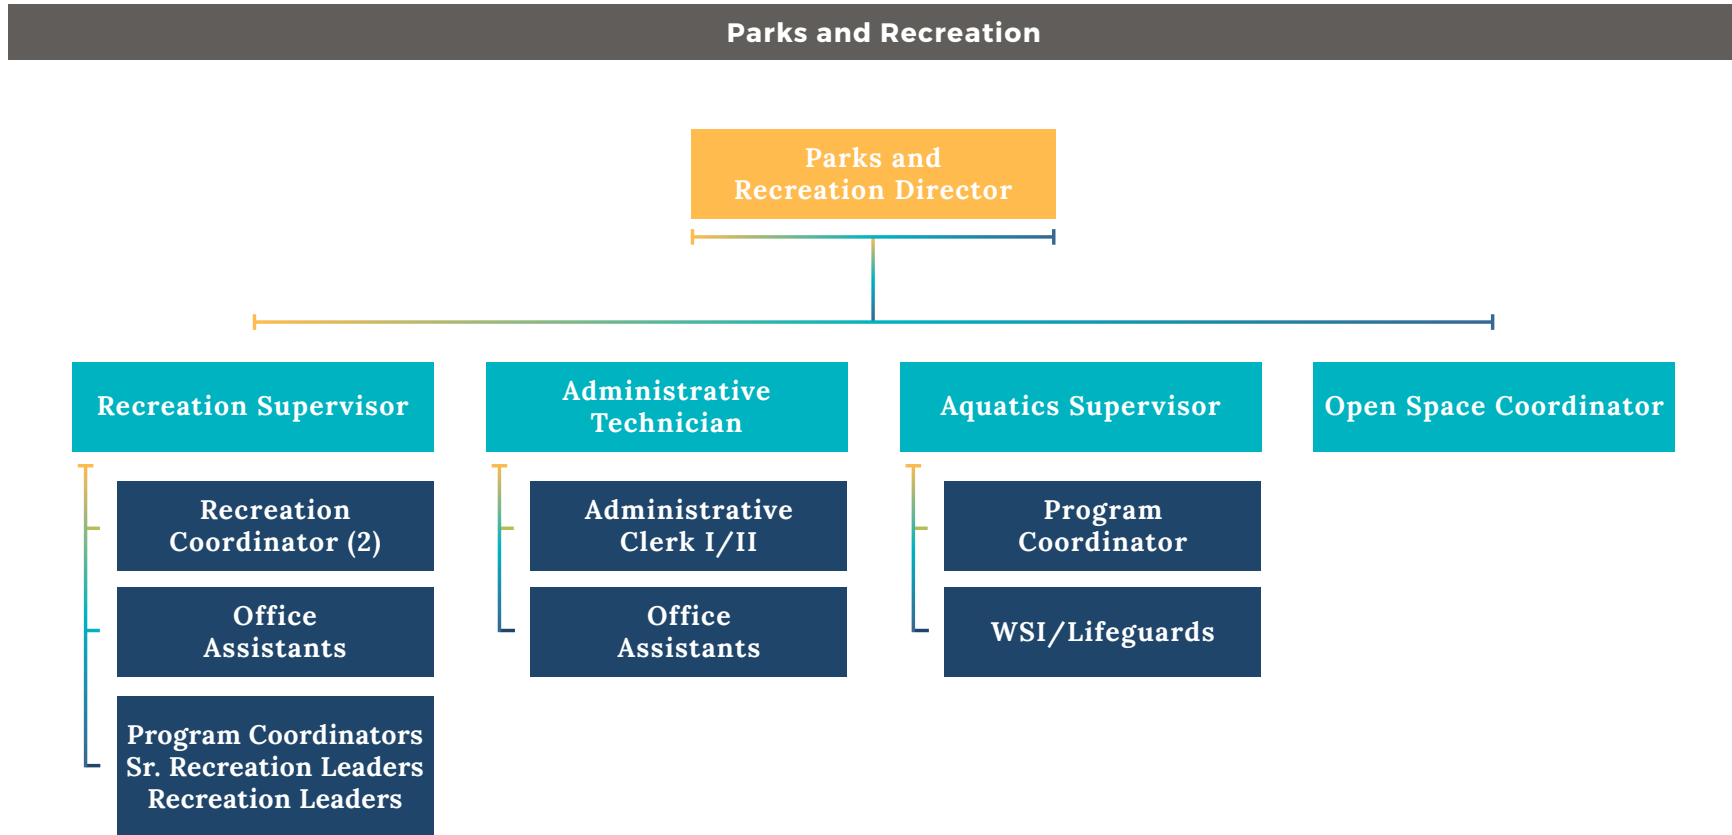 Parks and Recreation
Parks and
Recreation Director
Recreation Supervisor
Administrative
Technician
Aquatics Supervisor
Open Space Coordinator
Recreation
Coordinator (2)
Office
Assistants
Program Coordinators
Sr. Recreation Leaders
Recreation Leaders
Administrative
Clerk I/II
Office
Assistants
Program
Coordinator
WSI/Lifeguards